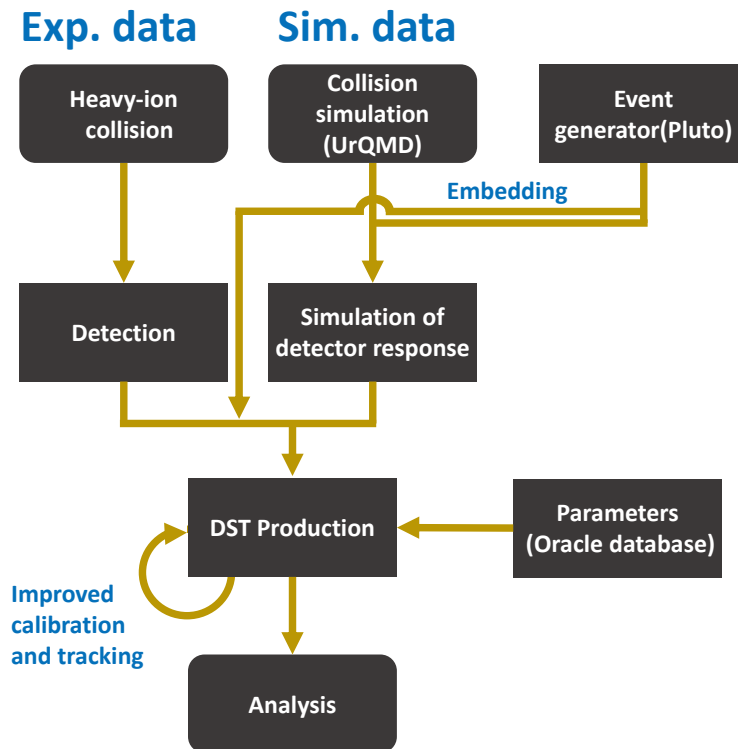 Exp. data
Sim. data
Heavy-ion
collision
Collision
simulation
(UrQMD)
Event
generator(Pluto)
Embedding
Detection
Simulation of
detector response
DST Production
Parameters
(Oracle database)
Improved
calibration
and tracking
Analysis